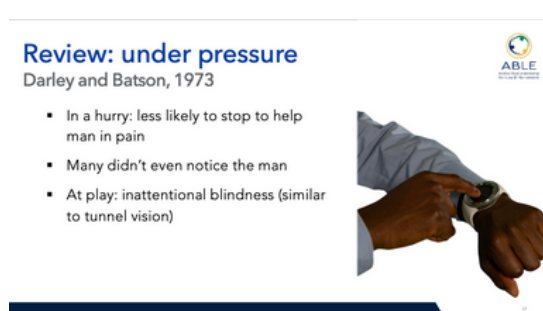 Review: under pressure
Darley and Batson, 1973
▪ In a hurry: less likely to stop to help
man in pain
▪ Many didn't even notice the man
▪ At play: inattentional blindness (similar
to tunnel vision)
ABLE